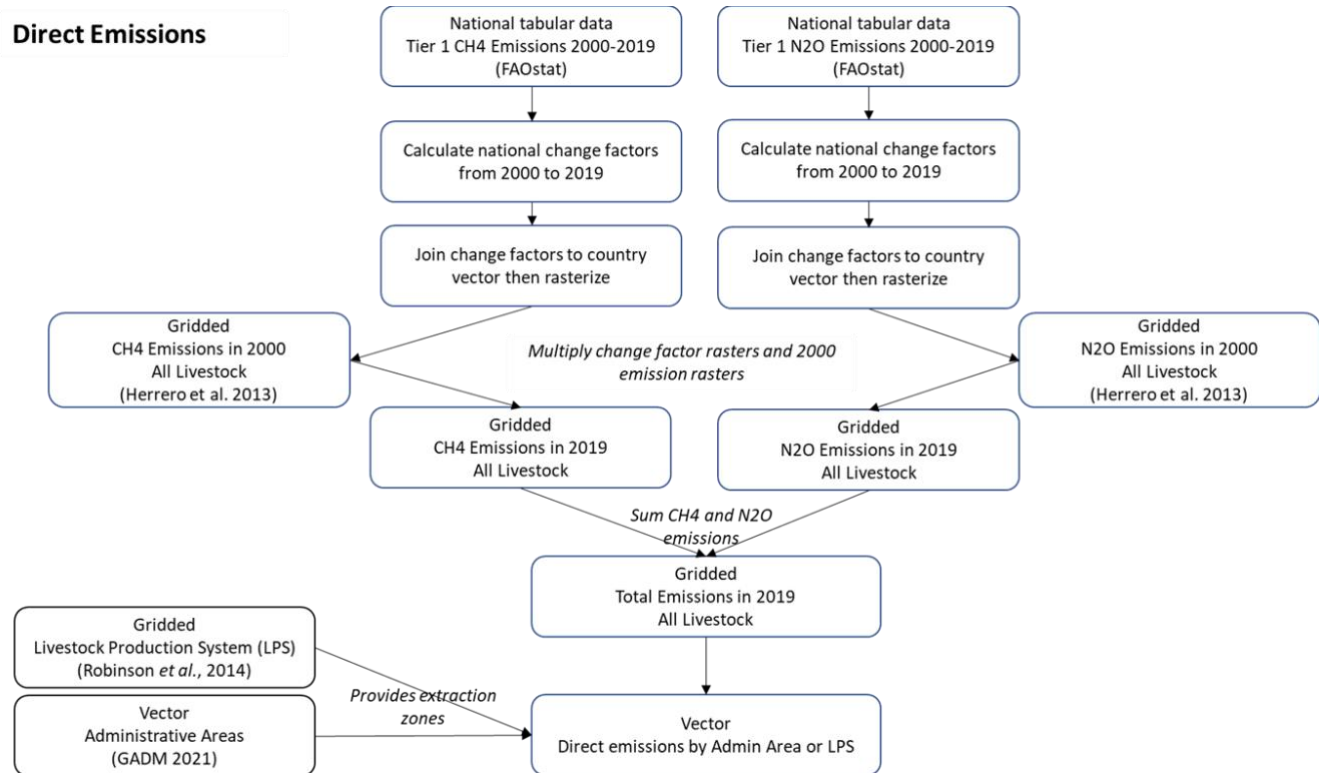 Direct Emissions
National tabular data
Tier 1 CH4 Emissions 2000-2019
(FAOstat)
National tabular data
Tier 1 N2O Emissions 2000-2019
(FAOstat)
Calculate national change factors
from 2000 to 2019
Calculate national change factors
from 2000 to 2019
Join change factors to country
vector then rasterize
Join change factors to country
vector then rasterize
Gridded
CH4 Emissions in 2000
All Livestock
(Herrero et al. 2013)
Multiply change factor rasters and 2000
emission rasters
Gridded
N2O Emissions in 2000
All Livestock
(Herrero et al. 2013)
Gridded
CH4 Emissions in 2019
All Livestock
Gridded
N2O Emissions in 2019
All Livestock
Sum CH4 and N2O
emissions
Gridded
Total Emissions in 2019
All Livestock
Gridded
Livestock Production System (LPS)
(Robinson et al., 2014)
Provides extraction
zones
Vector
Administrative Areas
(GADM 2021)
Vector
Direct emissions by Admin Area or LPS